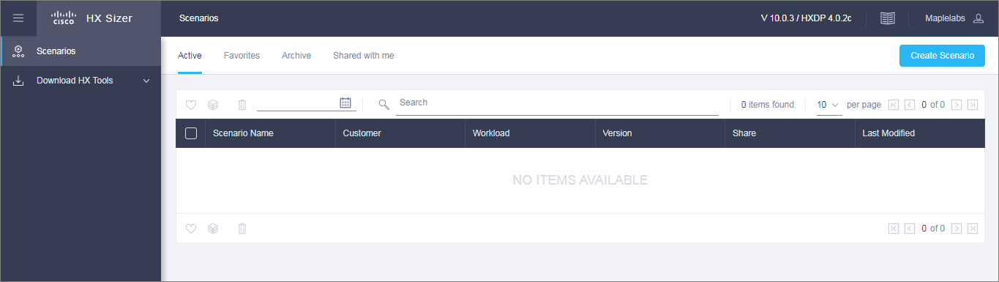 CISCO HX Sizer Scenarios V 10.0.3 / HXDP 4.0.2c Maplelabs
Scenarios
Download HX Tools
Active Favorites Archive Shared with me Create Scenario
Search 0 items found 10 per page 0 of 0
Scenario Name Customer Workload Version Share Last Modified
NO ITEMS AVAILABLE
0 of 0